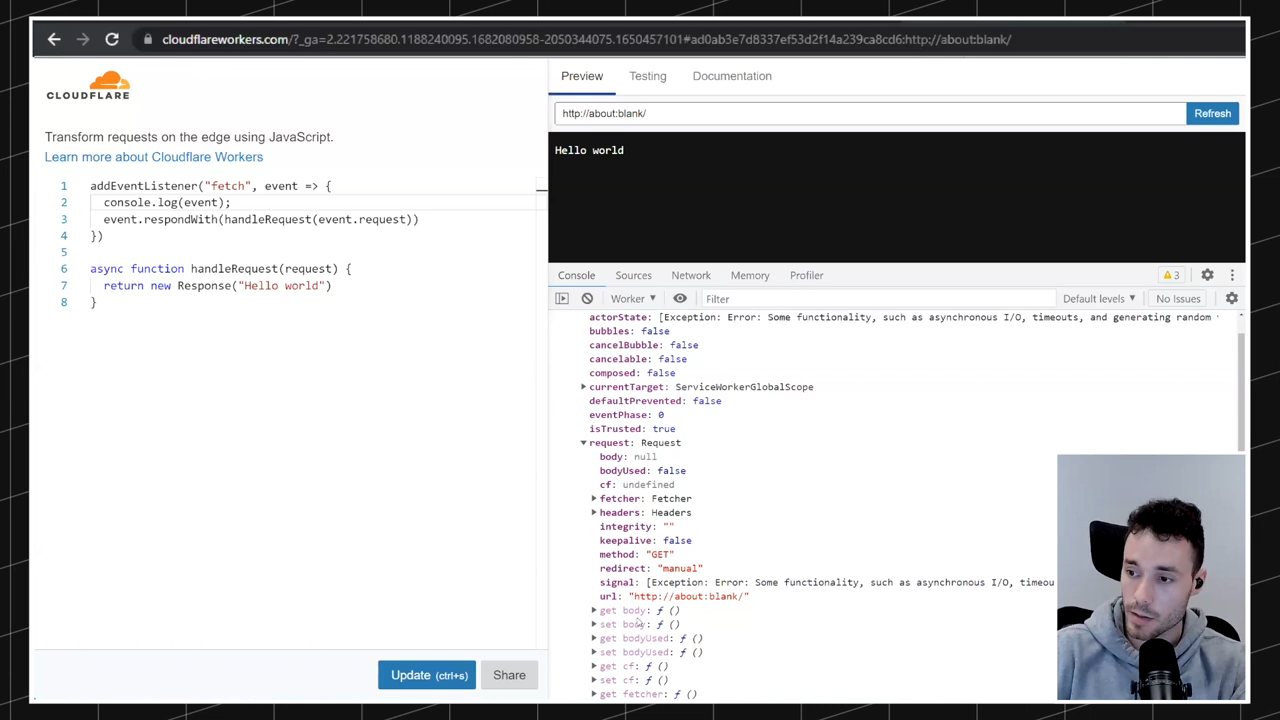 cloudflareworkers.com/?_ga=2.221758680.1188240095.1682080958-2050344075.1650457101#ad0ab3e7d8337ef53d2f14a239ca8cd6:http://about:blank/
CLOUDFLARE
Transform requests on the edge using JavaScript.
Learn more about Cloudflare Workers
1 addEventListener("fetch", event => {
2 console.log(event);
3 event.respondWith(handleRequest(event.request))
4 })
5
6 async function handleRequest(request) {
7 return new Response("Hello world")
8 }
Update (ctrl+s) Share
Preview Testing Documentation
http://about:blank/ Refresh
Hello world
Console Sources Network Memory Profiler 3
Worker Filter Default levels No Issues
actorState: [Exception: Error: Some functionality, such as asynchronous I/O, timeouts, and generating random
bubbles: false
cancelBubble: false
cancelable: false
composed: false
currentTarget: ServiceWorkerGlobalScope
defaultPrevented: false
eventPhase: 0
isTrusted: true
request: Request
body: null
bodyUsed: false
cf: undefined
fetcher: Fetcher
headers: Headers
integrity: ""
keepalive: false
method: "GET"
redirect: "manual"
signal: [Exception: Error: Some functionality, such as asynchronous I/O, timeou
url: "http://about:blank/"
get body: ƒ ()
set body: ƒ ()
get bodyUsed: ƒ ()
set bodyUsed: ƒ ()
get cf: ƒ ()
set cf: ƒ ()
get fetcher: ƒ ()